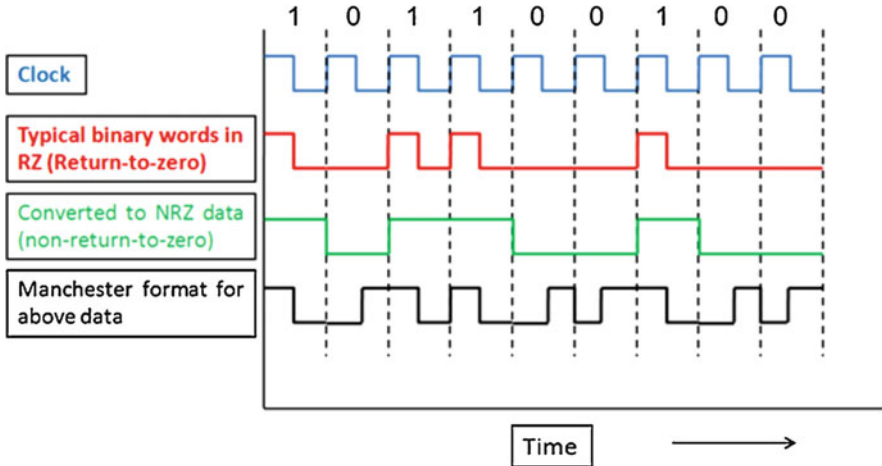 1 0 1 1 0 0 1 0 0
Clock
Typical binary words in
RZ (Return-to-zero)
Converted to NRZ data
(non-return-to-zero)
Manchester format for
above data
Time